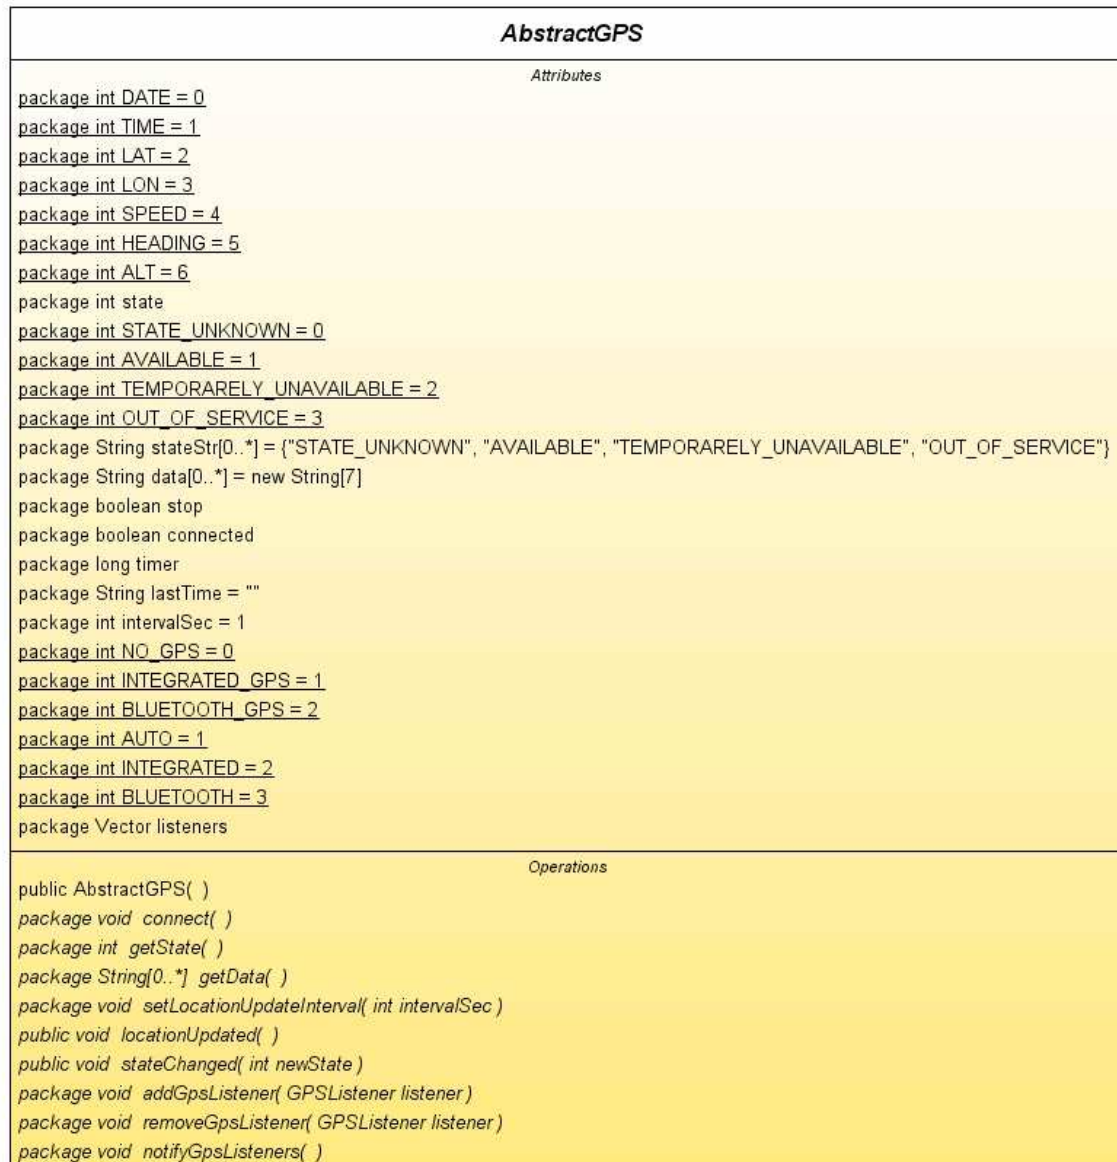 AbstractGPS
Attributes
package int DATE = 0
package int TIME = 1
package int LAT = 2
package int LON = 3
package int SPEED = 4
package int HEADING = 5
package int ALT = 6
package int state
package int STATE_UNKNOWN = 0
package int AVAILABLE = 1
package int TEMPORARELY_UNAVAILABLE = 2
package int OUT_OF_SERVICE = 3
package String stateStr[0..*] = {"STATE_UNKNOWN", "AVAILABLE", "TEMPORARELY_UNAVAILABLE", "OUT_OF_SERVICE"}
package String data[0..*] = new String[7]
package boolean stop
package boolean connected
package long timer
package String lastTime = ""
package int intervalSec = 1
package int NO_GPS = 0
package int INTEGRATED_GPS = 1
package int BLUETOOTH_GPS = 2
package int AUTO = 1
package int INTEGRATED = 2
package int BLUETOOTH = 3
package Vector listeners
Operations
public AbstractGPS( )
package void connect( )
package int getState( )
package String[0..*] getData( )
package void setLocationUpdateInterval( int intervalSec )
public void locationUpdated( )
public void stateChanged( int newState )
package void addGpsListener( GPSListener listener )
package void removeGpsListener( GPSListener listener )
package void notifyGpsListeners( )